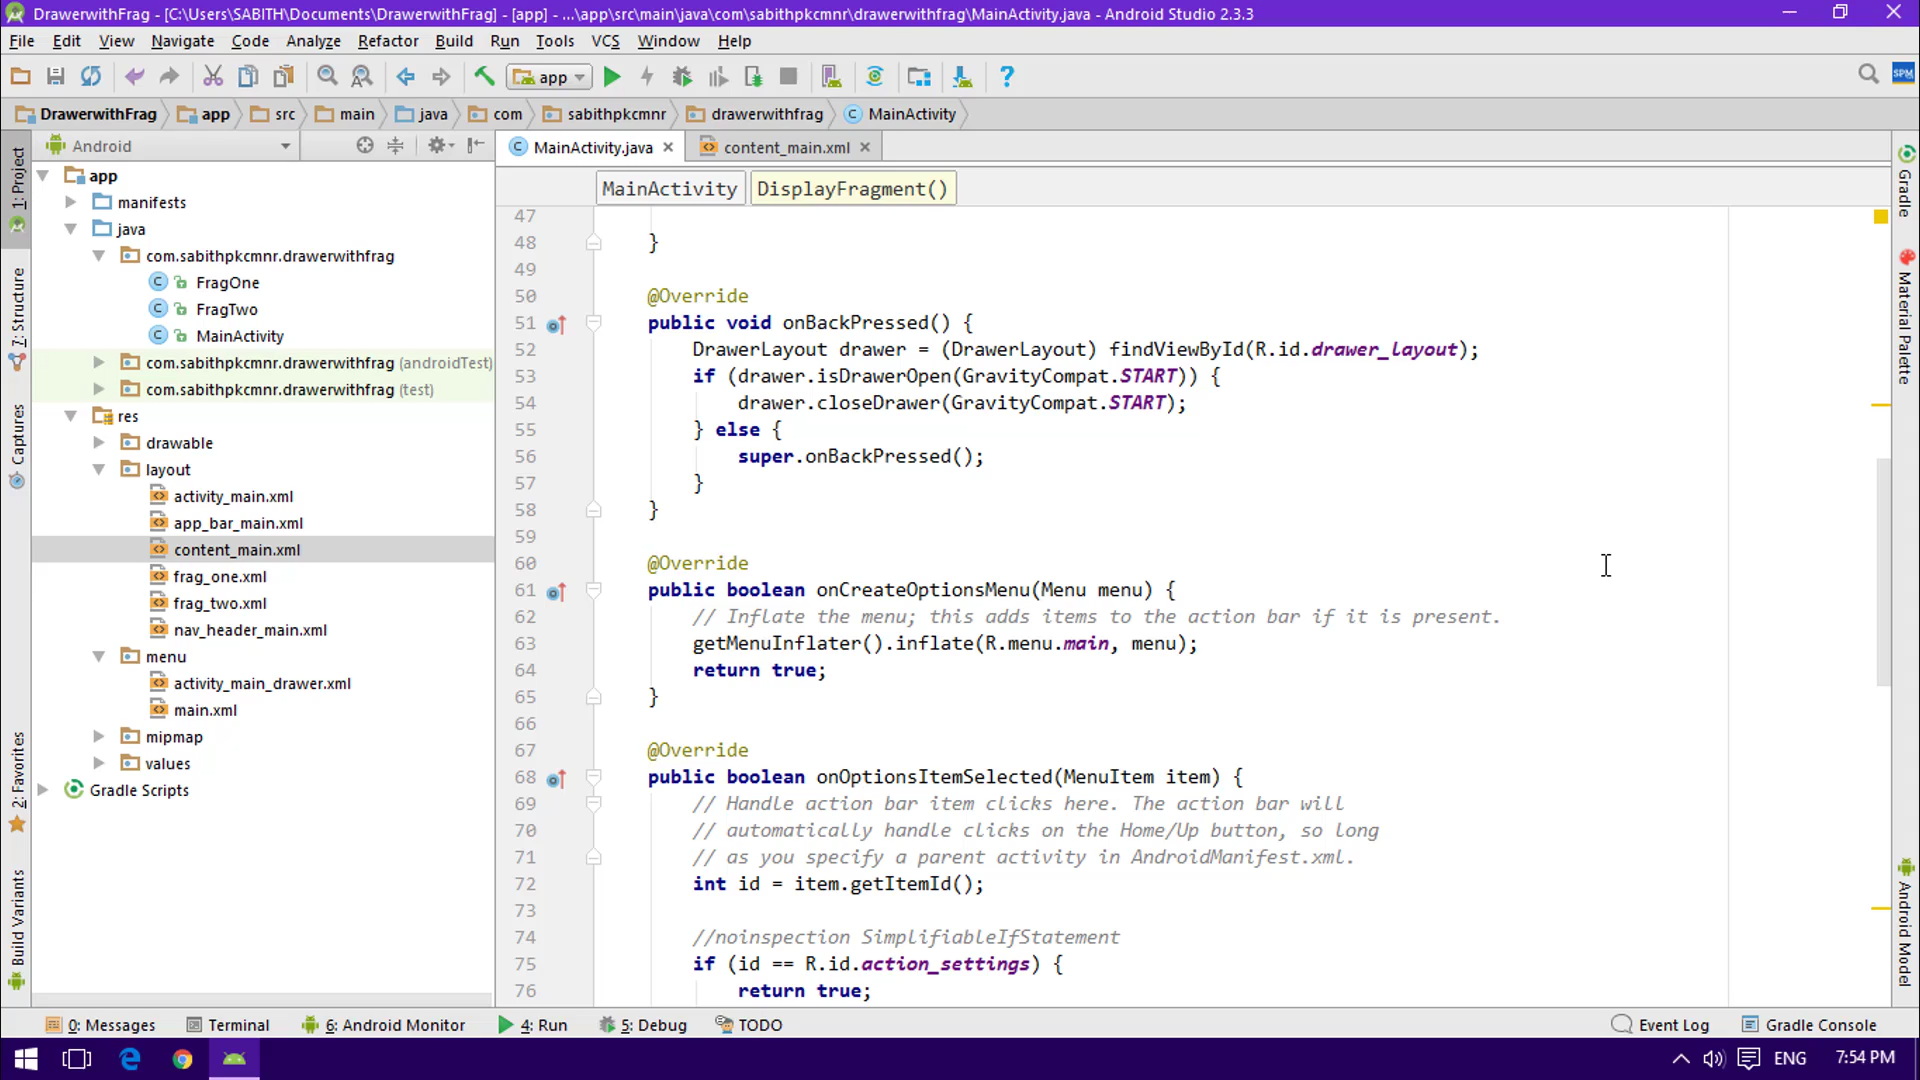 DrawerwithFrag - [C:\Users\SABITH\Documents\DrawerwithFrag] - [app] - ...\app\src\main\java\com\sabithpkcmnr\drawerwithfrag\MainActivity.java - Android Studio 2.3.3
File Edit View Navigate Code Analyze Refactor Build Run Tools VCS Window Help
app
SPM
DrawerwithFrag app src main java com sabithpkcmnr drawerwithfrag MainActivity
Android
MainActivity.java content_main.xml
MainActivity DisplayFragment()
1: Project
7: Structure
Captures
2: Favorites
Build Variants
app
manifests
java
com.sabithpkcmnr.drawerwithfrag
FragOne
FragTwo
MainActivity
com.sabithpkcmnr.drawerwithfrag (androidTest)
com.sabithpkcmnr.drawerwithfrag (test)
res
drawable
layout
activity_main.xml
app_bar_main.xml
content_main.xml
frag_one.xml
frag_two.xml
nav_header_main.xml
menu
activity_main_drawer.xml
main.xml
mipmap
values
Gradle Scripts
47
48 }
49
50 @Override
51 public void onBackPressed() {
52 DrawerLayout drawer = (DrawerLayout) findViewById(R.id.drawer_layout);
53 if (drawer.isDrawerOpen(GravityCompat.START)) {
54 drawer.closeDrawer(GravityCompat.START);
55 } else {
56 super.onBackPressed();
57 }
58 }
59
60 @Override
61 public boolean onCreateOptionsMenu(Menu menu) {
62 // Inflate the menu; this adds items to the action bar if it is present.
63 getMenuInflater().inflate(R.menu.main, menu);
64 return true;
65 }
66
67 @Override
68 public boolean onOptionsItemSelected(MenuItem item) {
69 // Handle action bar item clicks here. The action bar will
70 // automatically handle clicks on the Home/Up button, so long
71 // as you specify a parent activity in AndroidManifest.xml.
72 int id = item.getItemId();
73
74 //noinspection SimplifiableIfStatement
75 if (id == R.id.action_settings) {
76 return true;
Gradle
Material Palette
Android Model
0: Messages Terminal 6: Android Monitor 4: Run 5: Debug TODO Event Log Gradle Console
ENG 7:54 PM